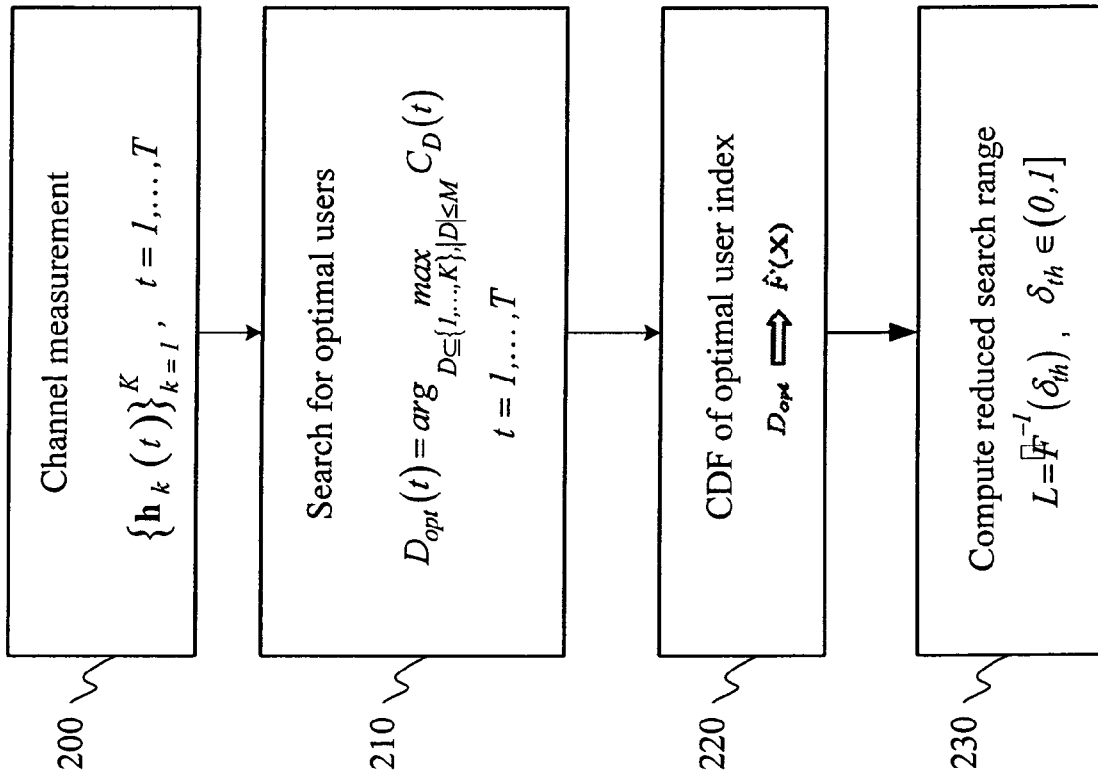 200
Channel measurement
{h_k(t)}_{k=1}^K, t = 1,…,T
210
Search for optimal users
D_opt(t) = arg max_{D⊆{1,…,K},|D|≤M} C_D(t)
t = 1,…,T
220
CDF of optimal user index
D_opt ⇒ F̂(X)
230
Compute reduced search range
L=F̂^{-1}(δ_th), δ_th ∈ (0,1]